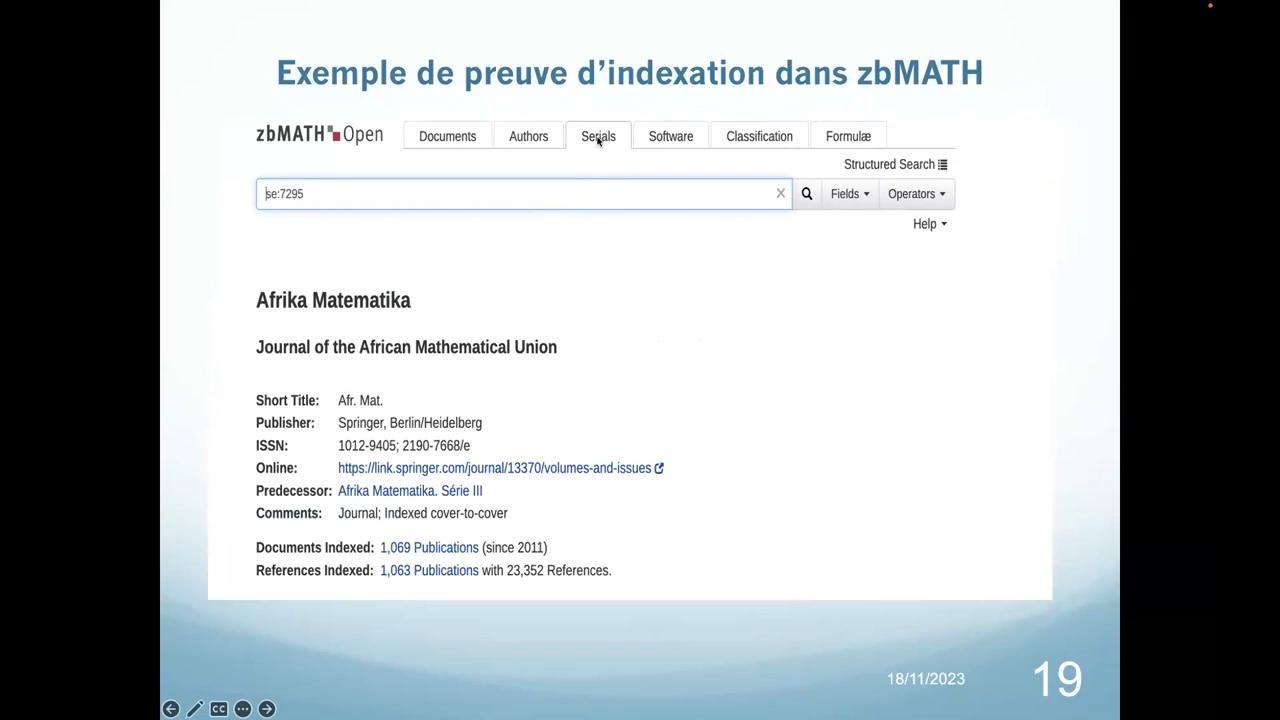 Exemple de preuve d’indexation dans zbMATH
zbMATH Open
Documents
Authors
Serials
Software
Classification
Formulæ
Structured Search
se:7295
Fields
Operators
Help
Afrika Matematika
Journal of the African Mathematical Union
Short Title: Afr. Mat.
Publisher: Springer, Berlin/Heidelberg
ISSN: 1012-9405; 2190-7668/e
Online: https://link.springer.com/journal/13370/volumes-and-issues
Predecessor: Afrika Matematika. Série III
Comments: Journal; Indexed cover-to-cover
Documents Indexed: 1,069 Publications (since 2011)
References Indexed: 1,063 Publications with 23,352 References.
18/11/2023
19
CC